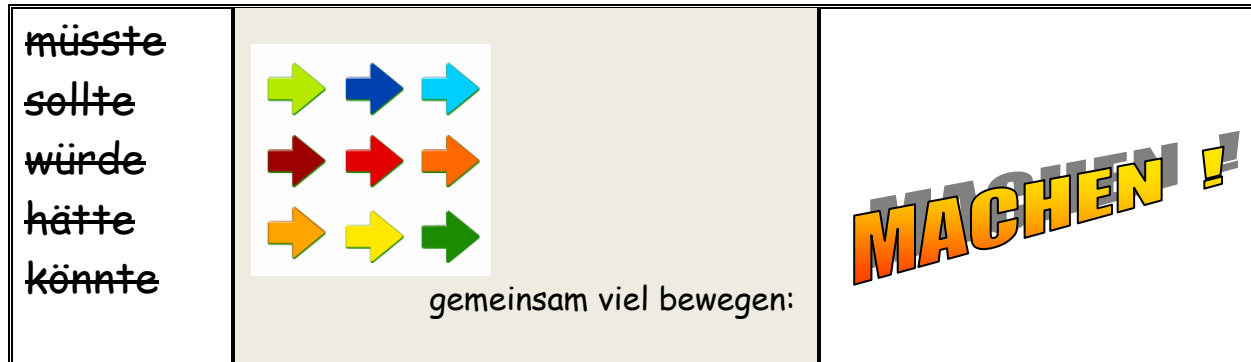 müsste
sollte
würde
hätte
könnte
gemeinsam viel bewegen:
MACHEN !